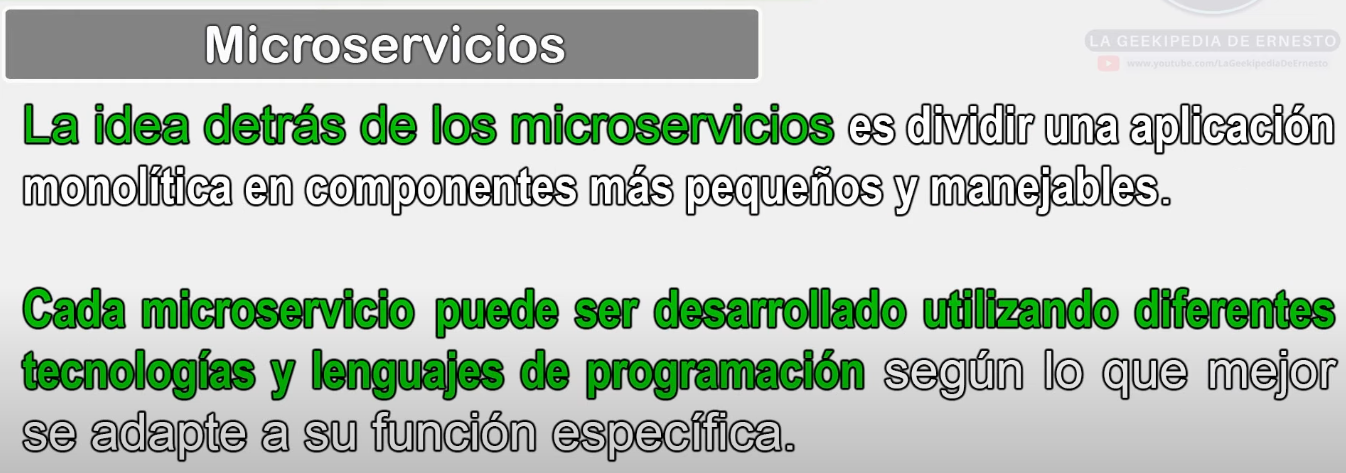 Microservicios
LA GEEKIPEDIA DE ERNESTO
www.youtube.com/LaGeekipediaDeErnesto
La idea detrás de los microservicios es dividir una aplicación
monolítica en componentes más pequeños y manejables.
Cada microservicio puede ser desarrollado utilizando diferentes
tecnologías y lenguajes de programación según lo que mejor
se adapte a su función específica.